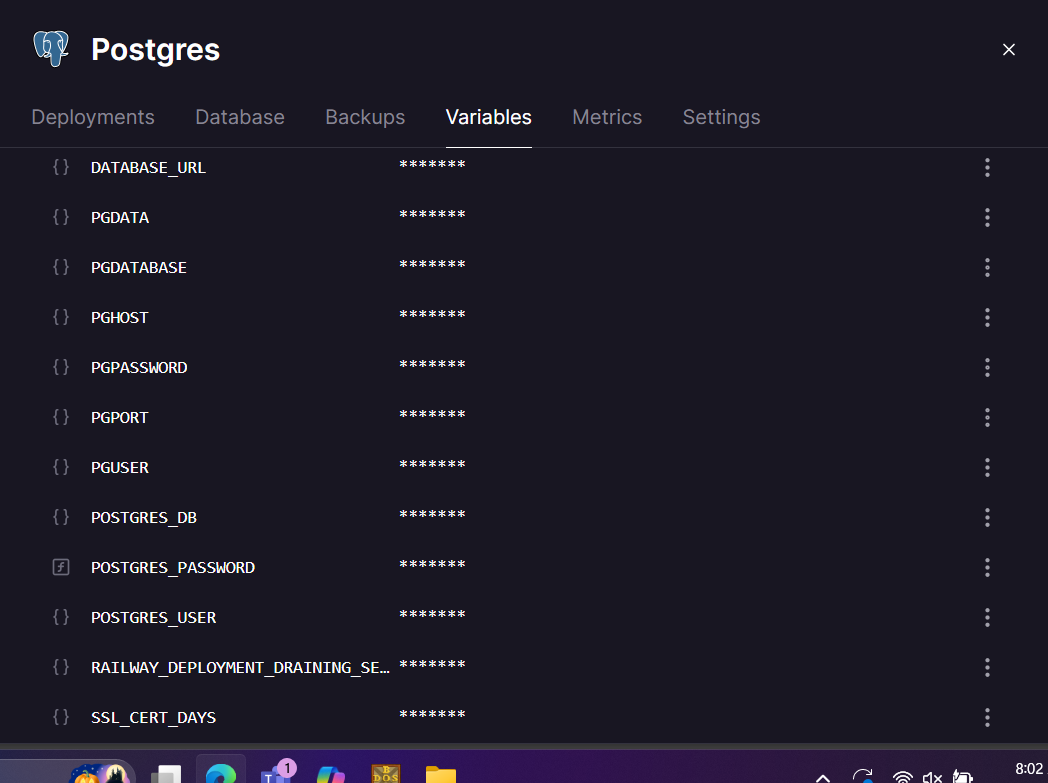 Postgres
Deployments Database Backups Variables Metrics Settings
DATABASE_URL *******
PGDATA *******
PGDATABASE *******
PGHOST *******
PGPASSWORD *******
PGPORT *******
PGUSER *******
POSTGRES_DB *******
POSTGRES_PASSWORD *******
POSTGRES_USER *******
RAILWAY_DEPLOYMENT_DRAINING_SE… *******
SSL_CERT_DAYS *******
1
T
DOS
8:02